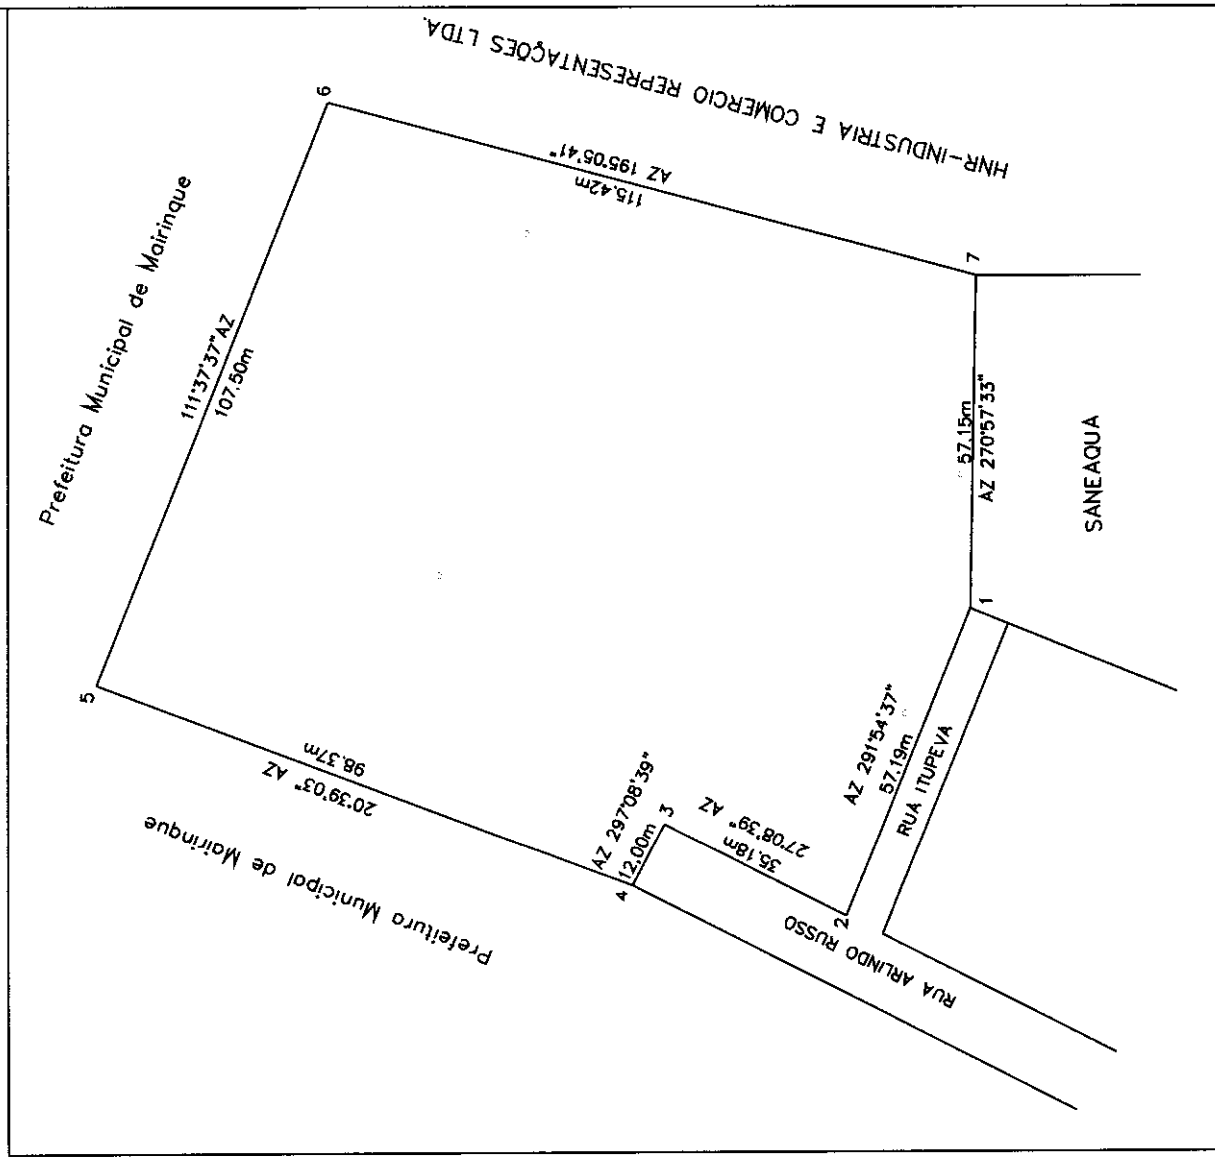 HNR-INDUSTRIA E COMERCIO REPRESENTAÇÕES LTDA.
6
Prefeitura Municipal de Mairinque
AZ 195°05'41"
115.42m
111°37'37" AZ
107.50m
7
57.15m
AZ 270°57'33"
SANEAQUA
1
5
98.37m
20°39'03" AZ
Prefeitura Municipal de Mairinque
AZ 297°08'39"
12.00m
3
4
27°08'39" AZ
35.18m
AZ 291°54'37"
57.19m
RUA ITUPEVA
2
RUA ARLINDO RUSSO